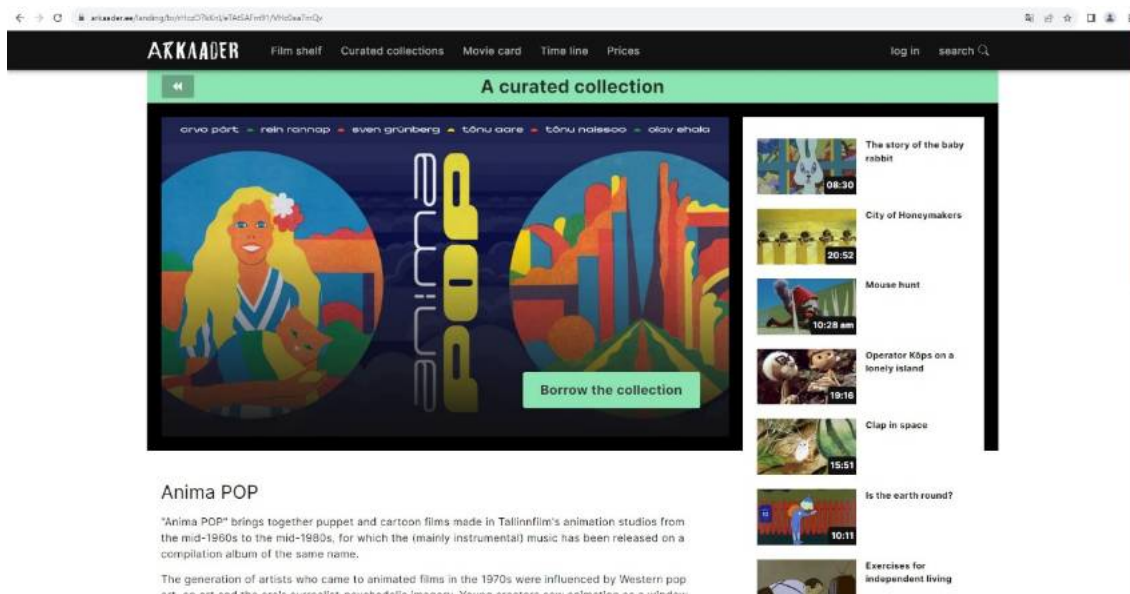 ARKAADER
Film shelf Curated collections Movie card Time line Prices
log in search
A curated collection
arvo pärt rein rannap sven grünberg tõnu aare tõnu naissoo olav ehala
anima
POP
Borrow the collection
The story of the baby
rabbit
08:30
City of Honeymakers
20:52
Mouse hunt
10:28 am
Operator Kõps on a
lonely island
19:16
Clap in space
15:51
Is the earth round?
10:11
Exercises for
independent living
Anima POP
"Anima POP" brings together puppet and cartoon films made in Tallinnfilm's animation studios from
the mid-1960s to the mid-1980s, for which the (mainly instrumental) music has been released on a
compilation album of the same name.
The generation of artists who came to animated films in the 1970s were influenced by Western pop